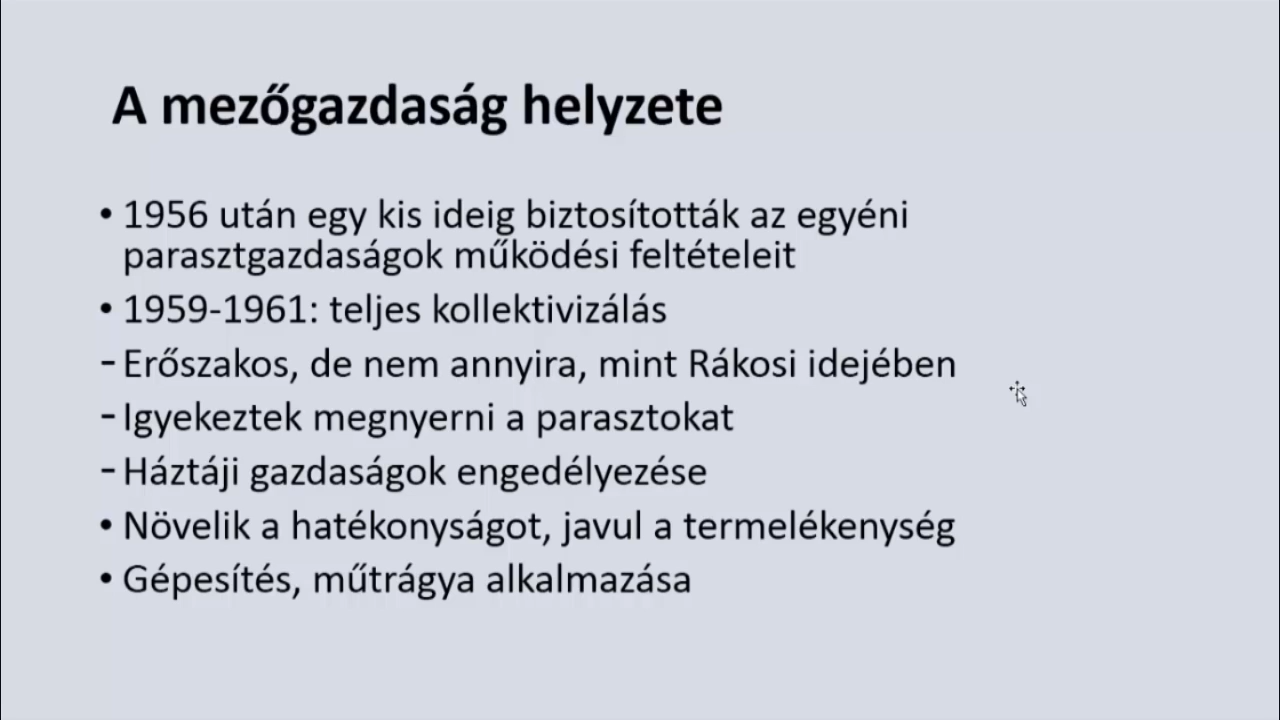 A mezőgazdaság helyzete
• 1956 után egy kis ideig biztosították az egyéni
parasztgazdaságok működési feltételeit
• 1959-1961: teljes kollektivizálás
- Erőszakos, de nem annyira, mint Rákosi idejében
- Igyekeztek megnyerni a parasztokat
- Háztáji gazdaságok engedélyezése
• Növelik a hatékonyságot, javul a termelékenység
• Gépesítés, műtrágya alkalmazása